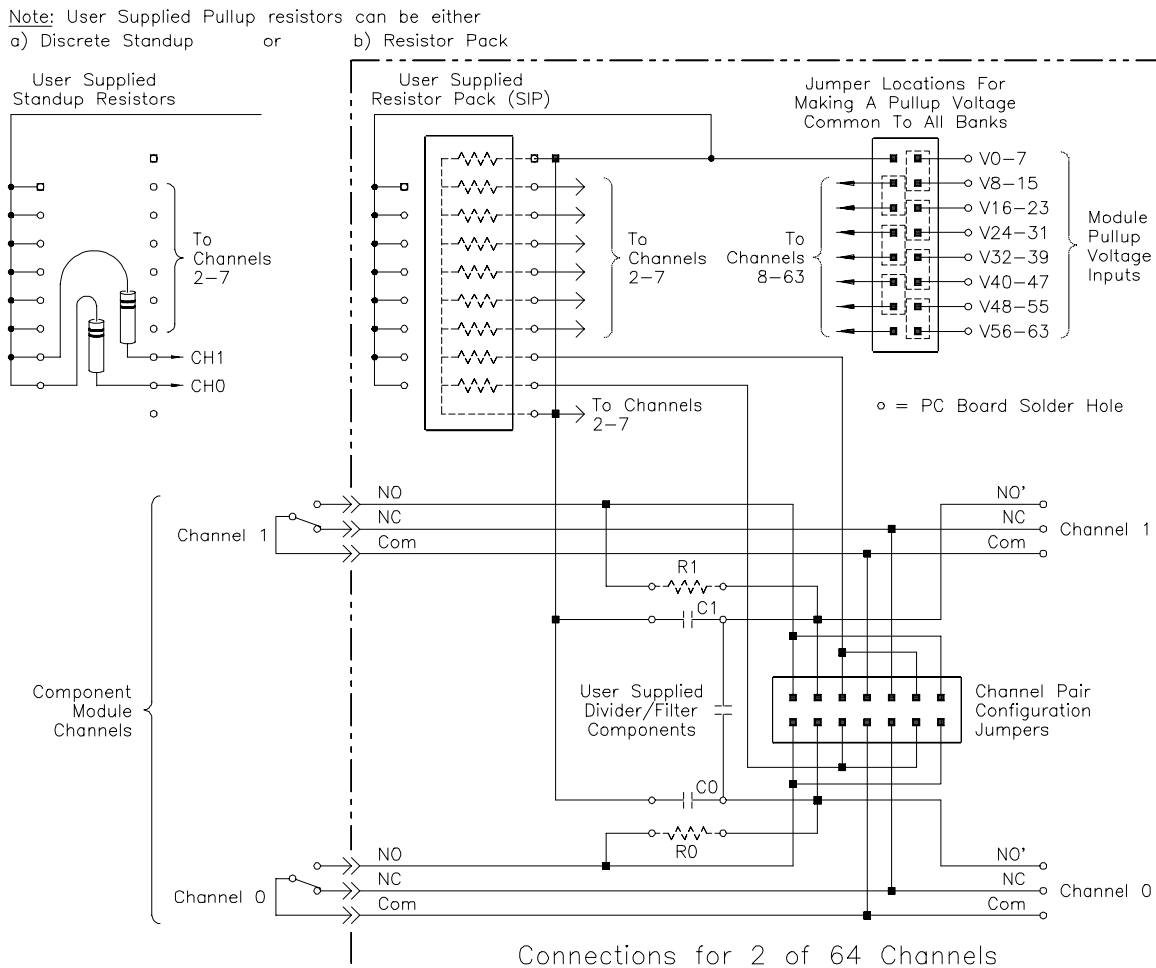 Note: User Supplied Pullup resistors can be either
a) Discrete Standup or b) Resistor Pack
User Supplied
Standup Resistors
To
Channels
2-7
CH1
CH0
User Supplied
Resistor Pack (SIP)
To
Channels
2-7
To Channels
2-7
Jumper Locations For
Making A Pullup Voltage
Common To All Banks
To
Channels
8-63
V0-7
V8-15
V16-23
V24-31
V32-39
V40-47
V48-55
V56-63
Module
Pullup
Voltage
Inputs
= PC Board Solder Hole
Component
Module
Channels
Channel 1
NO
NC
Com
NO'
NC
Com
Channel 1
R1
C1
User Supplied
Divider/Filter
Components
Channel Pair
Configuration
Jumpers
C0
R0
Channel 0
NO
NC
Com
NO'
NC
Com
Channel 0
Connections for 2 of 64 Channels